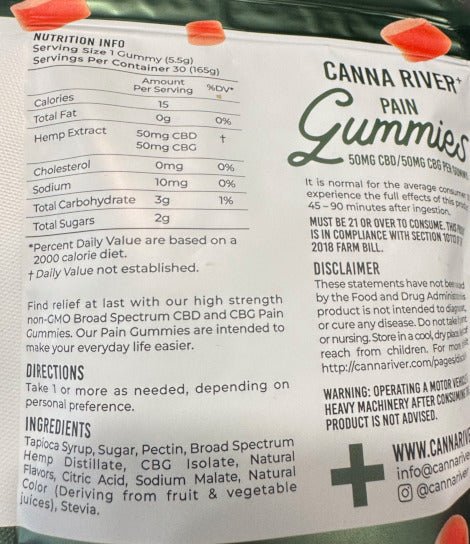 NUTRITION INFO
Serving Size 1 Gummy (5.5g)
Servings Per Container 30 (165g)
Amount
Per Serving %DV*
Calories 15
Total Fat 0g 0%
Hemp Extract 50mg CBD †
50mg CBG
Cholesterol 0mg 0%
Sodium 10mg 0%
Total Carbohydrate 3g 1%
Total Sugars 2g
*Percent Daily Value are based on a
2000 calorie diet.
† Daily Value not established.
Find relief at last with our high strength
non-GMO Broad Spectrum CBD and CBG Pain
Gummies. Our Pain Gummies are intended to
make your everyday life easier.
DIRECTIONS
Take 1 or more as needed, depending on
personal preference.
INGREDIENTS
Tapioca Syrup, Sugar, Pectin, Broad Spectrum
Hemp Distillate, CBG Isolate, Natural
Flavors, Citric Acid, Sodium Malate, Natural
Color (Deriving from fruit & vegetable
juices), Stevia.
CANNA RIVER+
PAIN
Gummies
50MG CBD/50MG CBG PER GUMMY
It is normal for the average consumer
experience the full effects of this
45-90 minutes after ingestion.
MUST BE 21 OR OVER TO CONSUME. THIS
IS IN COMPLIANCE WITH SECTION
2018 FARM BILL.
DISCLAIMER
These statements have not been
by the Food and Drug
product is not intended to
or cure any disease. Do not take
or nursing. Store in a cool, dry place,
reach from children. For more
http://cannariver.com/pages/
WARNING: OPERATING A MOTOR
HEAVY MACHINERY AFTER CONSUMING
PRODUCT IS NOT ADVISED.
WWW.CANNARIVE
info@cannarive
@cannariver